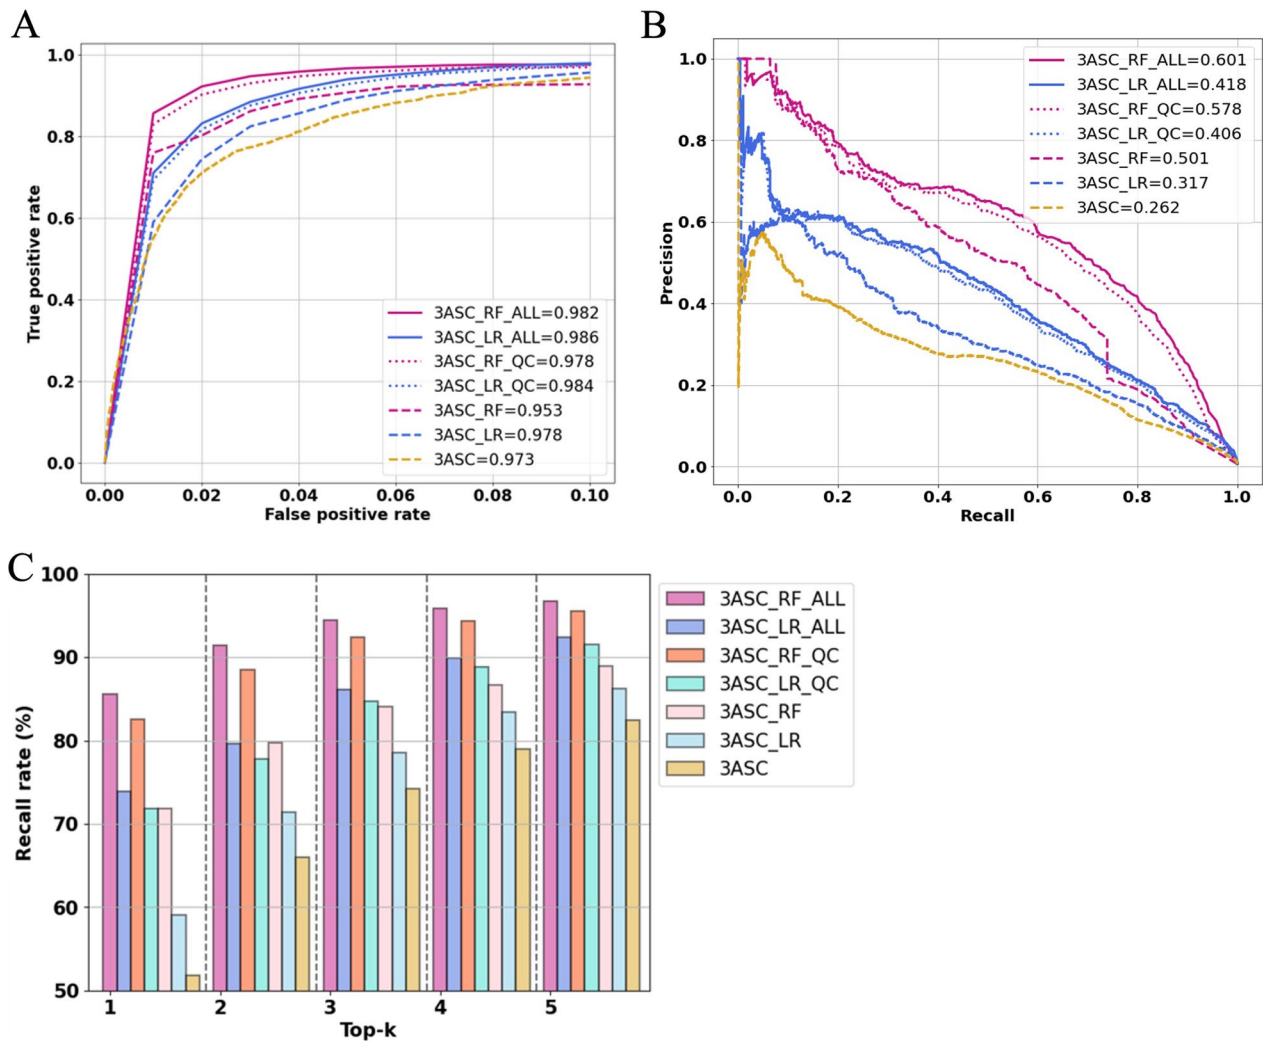 A
1.0
0.8
0.6
0.4
0.2
0.0
True positive rate
0.00 0.02 0.04 0.06 0.08 0.10
False positive rate
3ASC_RF_ALL=0.982
3ASC_LR_ALL=0.986
3ASC_RF_QC=0.978
3ASC_LR_QC=0.984
3ASC_RF=0.953
3ASC_LR=0.978
3ASC=0.973
B
1.0
0.8
0.6
0.4
0.2
0.0
Precision
0.0 0.2 0.4 0.6 0.8 1.0
Recall
3ASC_RF_ALL=0.601
3ASC_LR_ALL=0.418
3ASC_RF_QC=0.578
3ASC_LR_QC=0.406
3ASC_RF=0.501
3ASC_LR=0.317
3ASC=0.262
C
100
90
80
70
60
50
Recall rate (%)
1 2 3 4 5
Top-k
3ASC_RF_ALL
3ASC_LR_ALL
3ASC_RF_QC
3ASC_LR_QC
3ASC_RF
3ASC_LR
3ASC